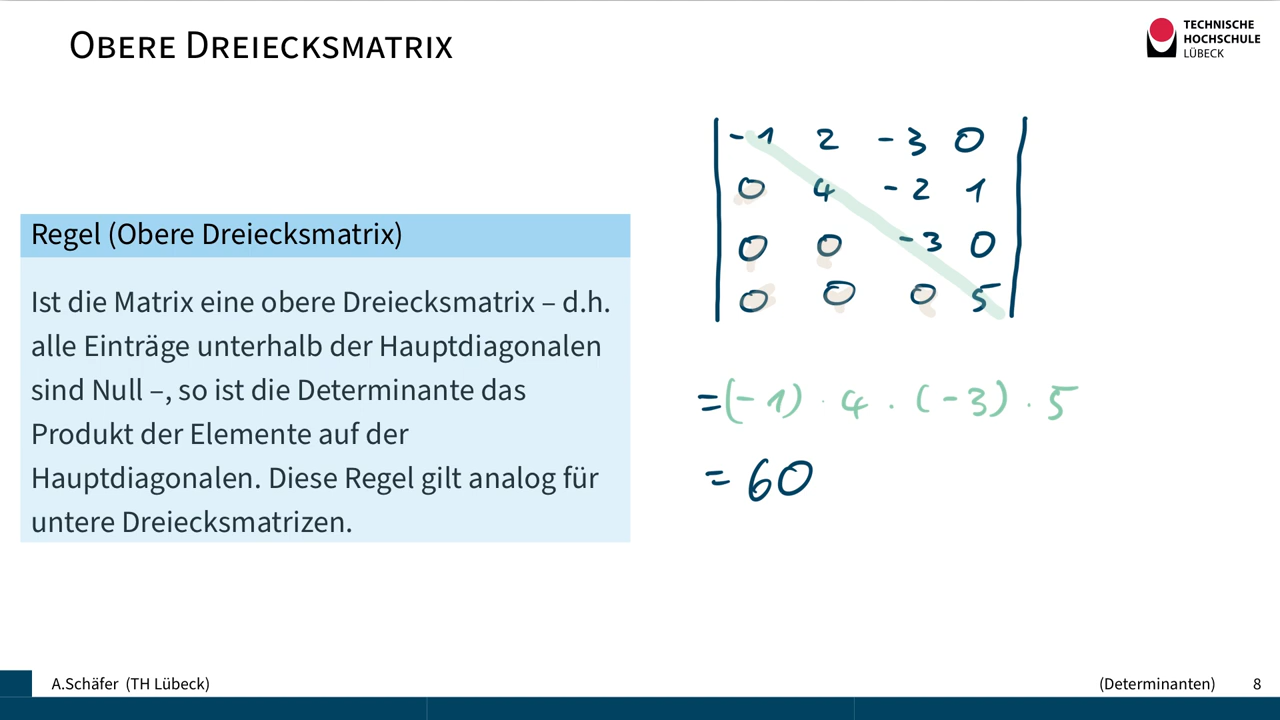 OBERE DREIECKSMATRIX
TECHNISCHE
HOCHSCHULE
LÜBECK
Regel (Obere Dreiecksmatrix)
Ist die Matrix eine obere Dreiecksmatrix – d.h.
alle Einträge unterhalb der Hauptdiagonalen
sind Null –, so ist die Determinante das
Produkt der Elemente auf der
Hauptdiagonalen. Diese Regel gilt analog für
untere Dreiecksmatrizen.
-1 2 -3 0
0 4 -2 1
0 0 -3 0
0 0 0 5
=(-1) · 4 · (-3) · 5
= 60
A.Schäfer (TH Lübeck)
(Determinanten) 8